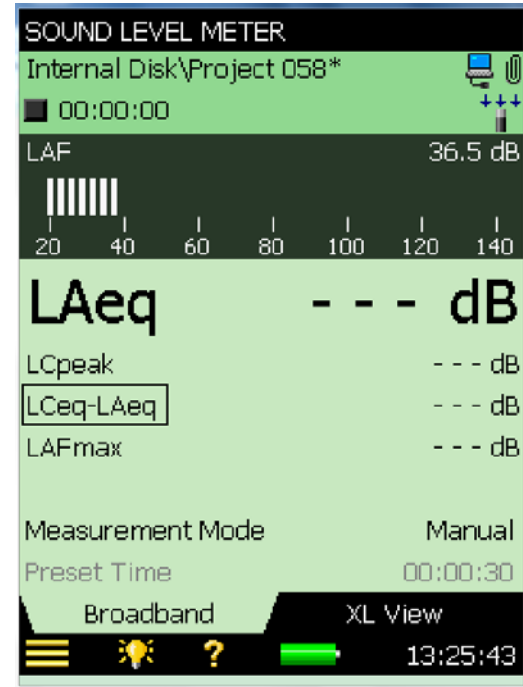 SOUND LEVEL METER
Internal Disk\Project 058*
00:00:00
LAF 36.5 dB
20 40 60 80 100 120 140
LAeq - - - dB
LCpeak - - - dB
LCeq-LAeq - - - dB
LAFmax - - - dB
Measurement Mode Manual
Preset Time 00:00:30
Broadband XL View
? 13:25:43